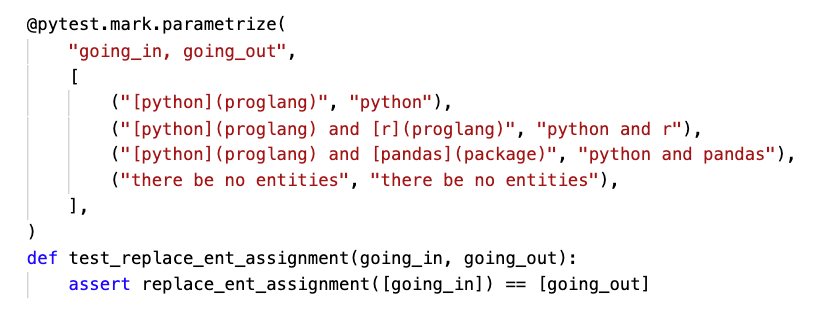 @pytest.mark.parametrize(
    "going_in, going_out",
    [
        ("[python](proglang)", "python"),
        ("[python](proglang) and [r](proglang)", "python and r"),
        ("[python](proglang) and [pandas](package)", "python and pandas"),
        ("there be no entities", "there be no entities"),
    ],
)
def test_replace_ent_assignment(going_in, going_out):
    assert replace_ent_assignment([going_in]) == [going_out]